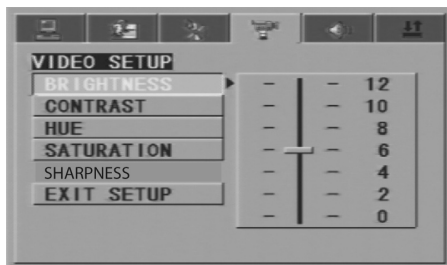 VIDEO SETUP
BRIGHTNESS
CONTRAST
HUE
SATURATION
SHARPNESS
EXIT SETUP
12
10
8
6
4
2
0